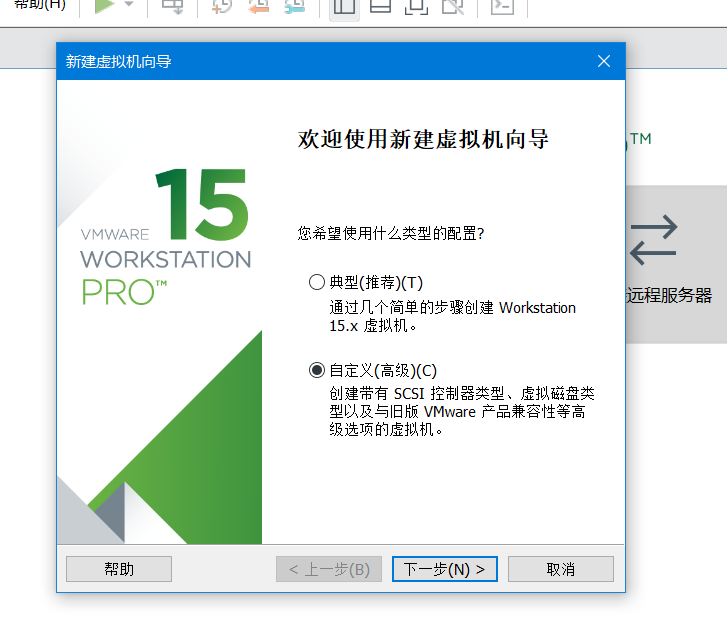 帮助(H)
新建虚拟机向导
欢迎使用新建虚拟机向导
TM
15
VMWARE
WORKSTATION
PRO™
您希望使用什么类型的配置?
典型(推荐)(T)
通过几个简单的步骤创建 Workstation
15.x 虚拟机。
远程服务器
自定义(高级)(C)
创建带有 SCSI 控制器类型、虚拟磁盘类
型以及与旧版 VMware 产品兼容性等高
级选项的虚拟机。
帮助
< 上一步(B)
下一步(N) >
取消